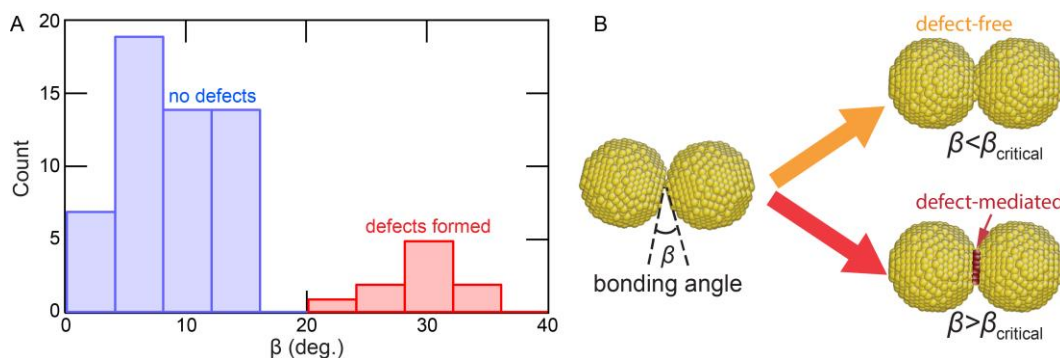 A
20
15
10
5
0
Count
no defects
defects formed
0
10
20
30
40
β (deg.)
B
β
bonding angle
defect-free
β<βcritical
defect-mediated
β>βcritical